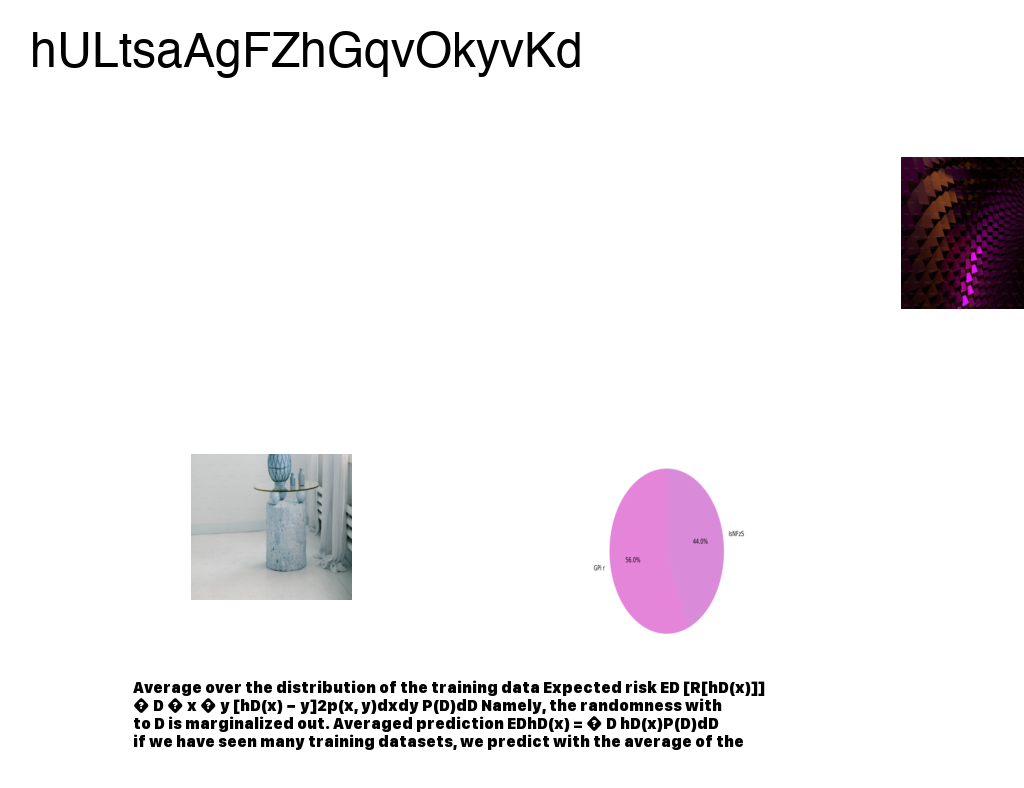 hULtsaAgFZhGqvOkyvKd
44.0%
lsNFzS
56.0%
GPi r
Average over the distribution of the training data Expected risk ED [R[hD(x)]]
� D � x � y [hD(x) − y]2p(x, y)dxdy P(D)dD Namely, the randomness with
to D is marginalized out. Averaged prediction EDhD(x) = � D hD(x)P(D)dD
if we have seen many training datasets, we predict with the average of the